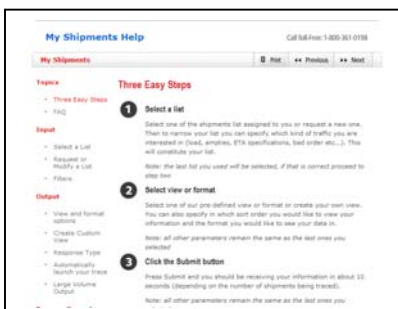 My Shipments Help
Call Toll-Free: 1-800-361-0198
My Shipments
Print
Previous
Next
Topics
Three Easy Steps
FAQ
Input
Select a List
Request or
Modify a List
Filters
Output
View and format
options
Create Custom
View
Response Type
Automatically
launch your trace
Large Volume
Output
Three Easy Steps
1 Select a list
Select one of the shipments list assigned to you or request a new one.
Then to narrow your list you can specify which kind of traffic you are
interested in (load, empties, ETA specifications, bad order etc...). This
will constitute your list.
Note: the last list you used will be selected, if that is correct proceed to
step two
2 Select view or format
Select one of our pre-defined view or format or create your own view.
You can also specify in which sort order you would like to view your
information and the format you would like to see your data in.
Note: all other parameters remain the same as the last ones you
selected
3 Click the Submit button
Press Submit and you should be receiving your information in about 10
seconds (depending on the number of shipments being traced).
Note: all other parameters remain the same as the last ones you